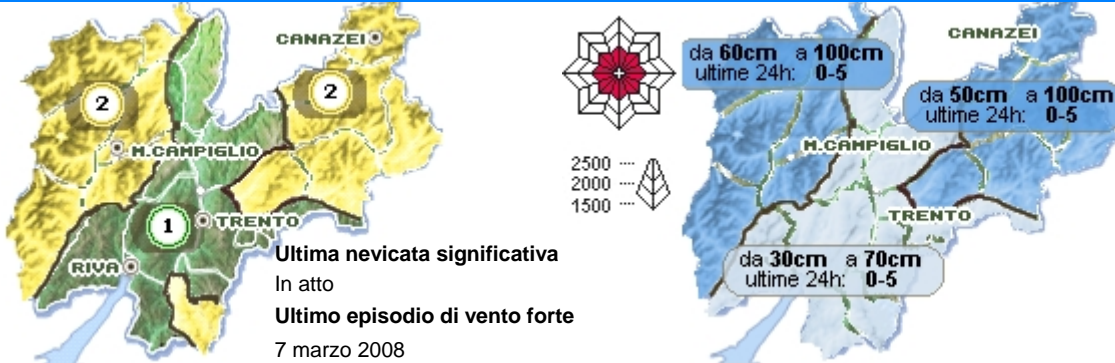 CANAZEI
2
2
M.CAMPIGLIO
1
TRENTO
RIVA
Ultima nevicata significativa
In atto
Ultimo episodio di vento forte
7 marzo 2008
2500
2000
1500
CANAZEI
da 60cm a 100cm
ultime 24h: 0-5
da 50cm a 100cm
ultime 24h: 0-5
M.CAMPIGLIO
TRENTO
da 30cm a 70cm
ultime 24h: 0-5